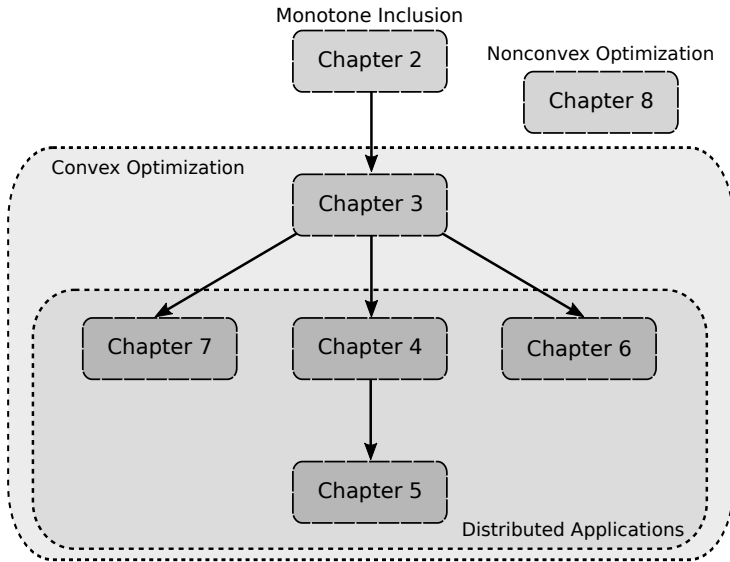 Monotone Inclusion
Chapter 2
Nonconvex Optimization
Chapter 8
Convex Optimization
Chapter 3
Chapter 7
Chapter 4
Chapter 6
Chapter 5
Distributed Applications